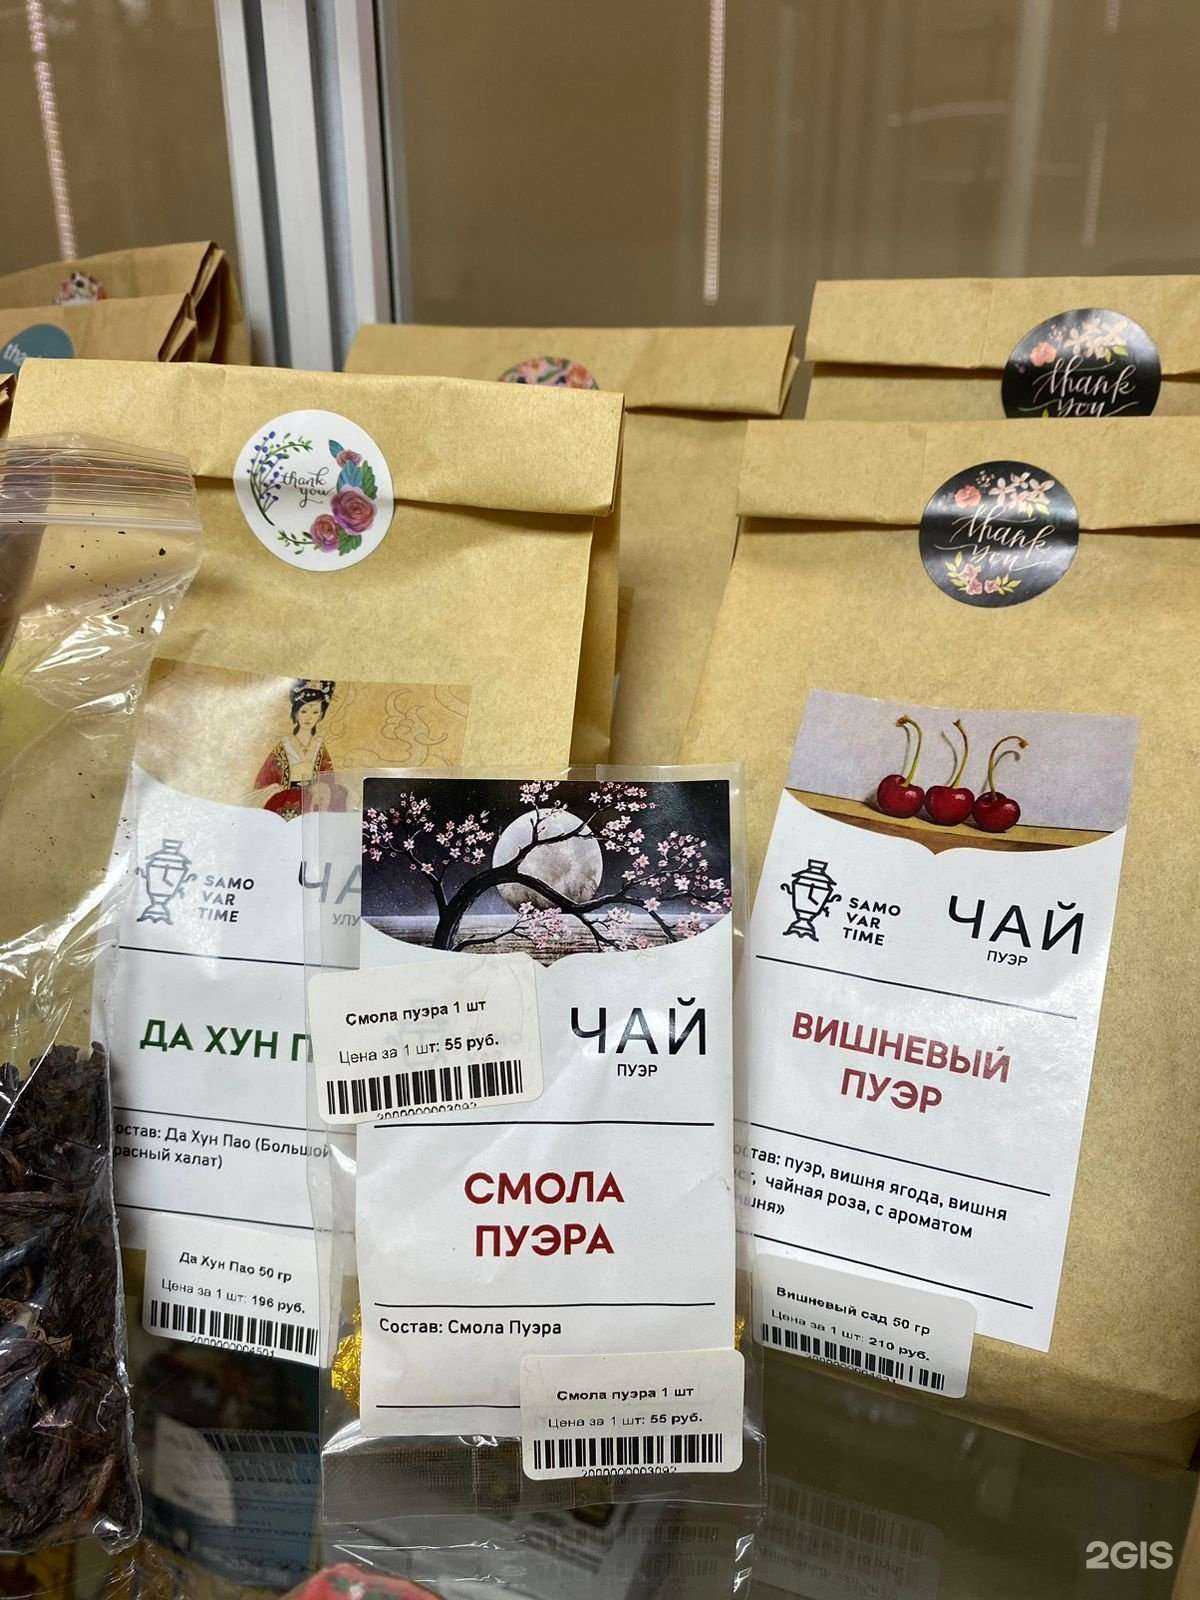 thank
you
thank
you
thank
you
SAMO
VAR
TIME
ДА ХУН
остав: Да Хун Пао (Большой
расный халат)
Да Хун Пао 50 гр
Цена за 1 шт: 196 руб.
2000000004501
Смола пуэра 1 шт
Цена за 1 шт: 55 руб.
2000000003092
ЧАЙ
ПУЭР
СМОЛА
ПУЭРА
Состав: Смола Пуэра
Смола пуэра 1 шт
Цена за 1 шт: 55 руб.
2000000003092
SAMO
VAR
TIME
ЧАЙ
ПУЭР
ВИШНЕВЫЙ
ПУЭР
став: пуэр, вишня ягода, вишня
чайная роза, с ароматом
шня»
Вишневый сад 50 гр
Цена за 1 шт: 210 руб.
2GIS